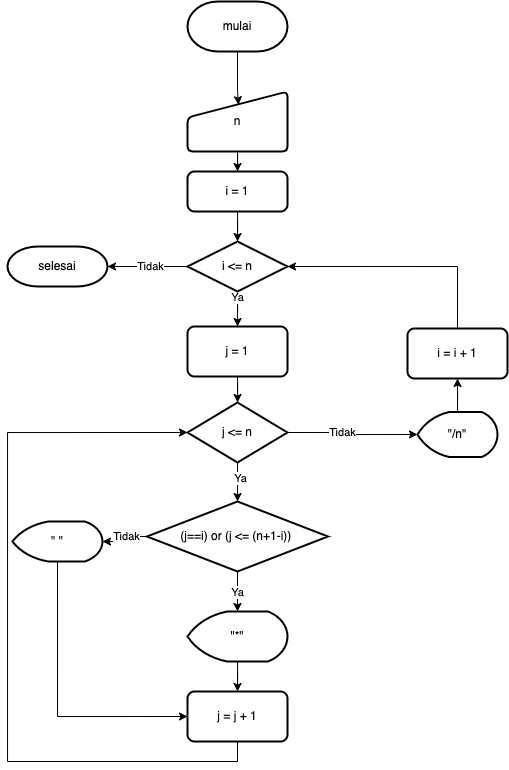 mulai
n
i = 1
i <= n
Tidak
selesai
Ya
j = 1
i = i + 1
j <= n
Tidak
"/n"
Ya
(j==i) or (j <= (n+1-i))
Tidak
" "
Ya
"*"
j = j + 1